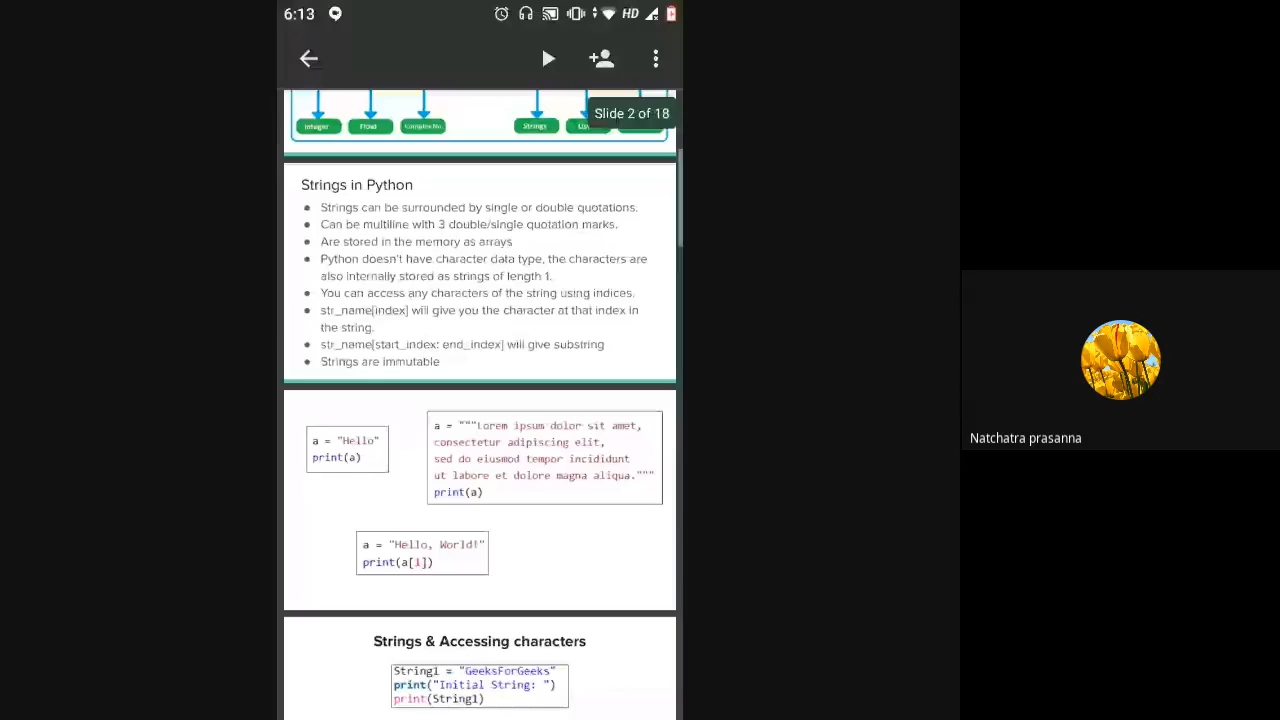 6:13 HD
Slide 2 of 18
Integer Float Complex No. Strings
Strings in Python
Strings can be surrounded by single or double quotations.
Can be multiline with 3 double/single quotation marks.
Are stored in the memory as arrays
Python doesn't have character data type, the characters are
also internally stored as strings of length 1.
You can access any characters of the string using indices.
str_name[index] will give you the character at that index in
the string.
str_name[start_index: end_index] will give substring
Strings are immutable
a = "Hello"
print(a)
a = """Lorem ipsum dolor sit amet,
consectetur adipiscing elit,
sed do eiusmod tempor incididunt
ut labore et dolore magna aliqua."""
print(a)
a = "Hello, World!"
print(a[1])
Strings & Accessing characters
String1 = "GeeksForGeeks"
print("Initial String: ")
print(String1)
Natchatra prasanna